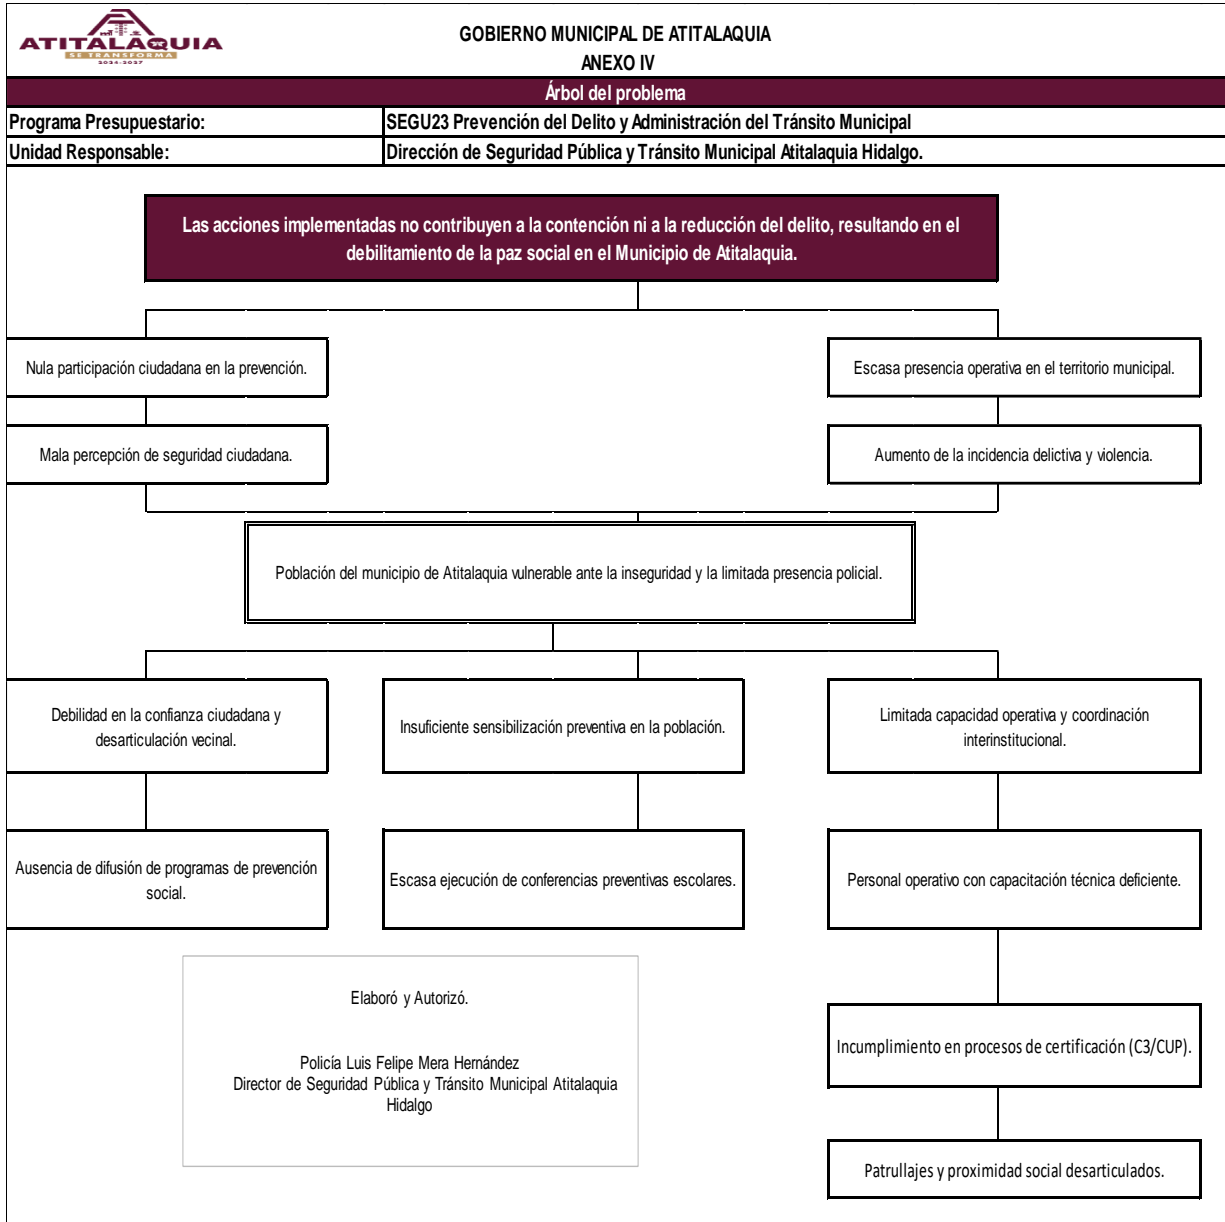 ATITALAQUIA
SE TRANSFORMA
2024-2027
GOBIERNO MUNICIPAL DE ATITALAQUIA
ANEXO IV
Árbol del problema
Programa Presupuestario:
SEGU23 Prevención del Delito y Administración del Tránsito Municipal
Unidad Responsable:
Dirección de Seguridad Pública y Tránsito Municipal Atitalaquia Hidalgo.
Las acciones implementadas no contribuyen a la contención ni a la reducción del delito, resultando en el
debilitamiento de la paz social en el Municipio de Atitalaquia.
Nula participación ciudadana en la prevención.
Escasa presencia operativa en el territorio municipal.
Mala percepción de seguridad ciudadana.
Aumento de la incidencia delictiva y violencia.
Población del municipio de Atitalaquia vulnerable ante la inseguridad y la limitada presencia policial.
Debilidad en la confianza ciudadana y
desarticulación vecinal.
Insuficiente sensibilización preventiva en la población.
Limitada capacidad operativa y coordinación
interinstitucional.
Ausencia de difusión de programas de prevención
social.
Escasa ejecución de conferencias preventivas escolares.
Personal operativo con capacitación técnica deficiente.
Elaboró y Autorizó.
Policía Luis Felipe Mera Hernández
Director de Seguridad Pública y Tránsito Municipal Atitalaquia
Hidalgo
Incumplimiento en procesos de certificación (C3/CUP).
Patrullajes y proximidad social desarticulados.